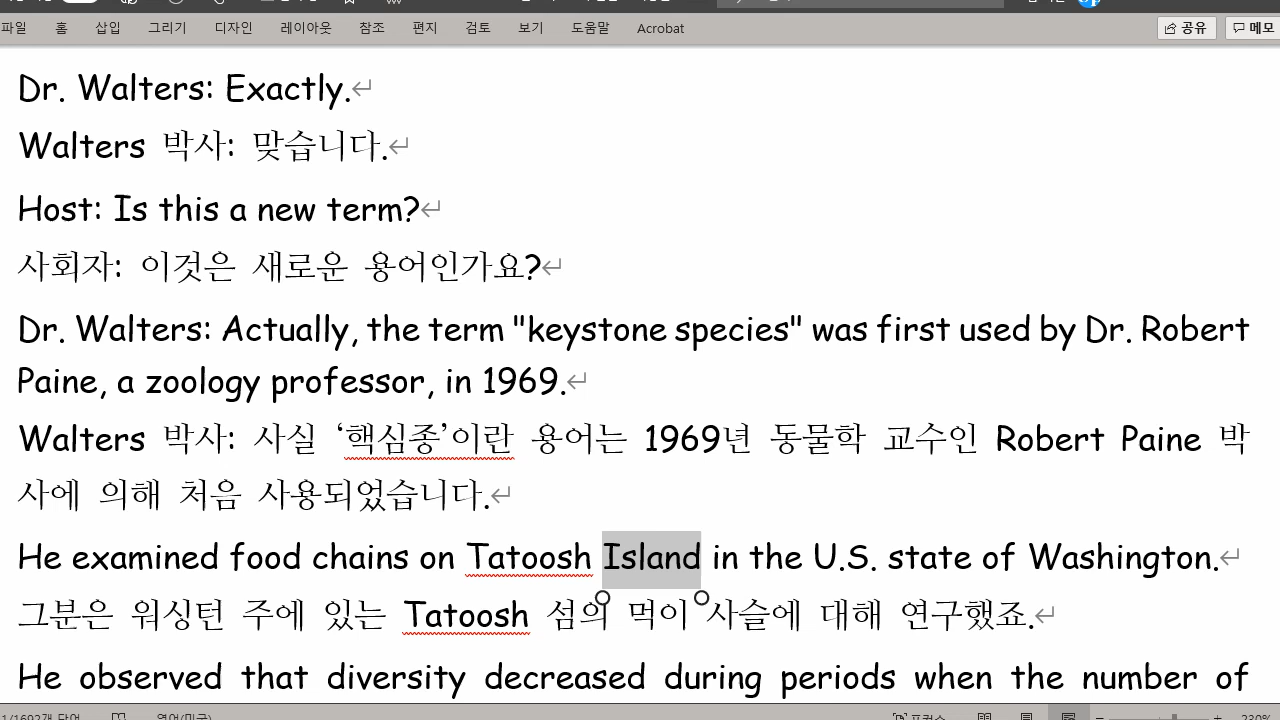 파일 홈 삽입 그리기 디자인 레이아웃 참조 편지 검토 보기 도움말 Acrobat 공유 메모
Dr. Walters: Exactly.
Walters 박사: 맞습니다.
Host: Is this a new term?
사회자: 이것은 새로운 용어인가요?
Dr. Walters: Actually, the term "keystone species" was first used by Dr. Robert
Paine, a zoology professor, in 1969.
Walters 박사: 사실 ‘핵심종’이란 용어는 1969년 동물학 교수인 Robert Paine 박
사에 의해 처음 사용되었습니다.
He examined food chains on Tatoosh Island in the U.S. state of Washington.
그분은 워싱턴 주에 있는 Tatoosh 섬의 먹이 사슬에 대해 연구했죠.
He observed that diversity decreased during periods when the number of